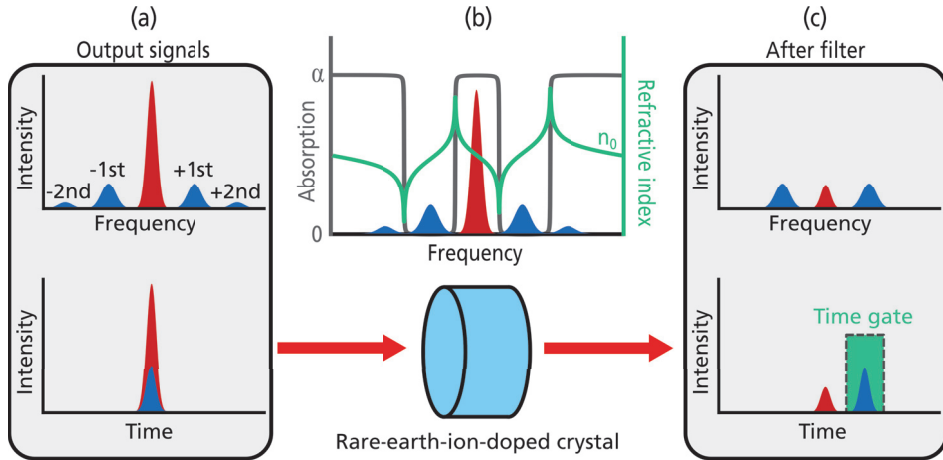 (a)
Output signals
Intensity
-2nd
-1st
+1st
+2nd
Frequency
Intensity
Time
(b)
α
Absorption
0
n₀
Refractive index
Frequency
Rare-earth-ion-doped crystal
(c)
After filter
Intensity
Frequency
Intensity
Time gate
Time